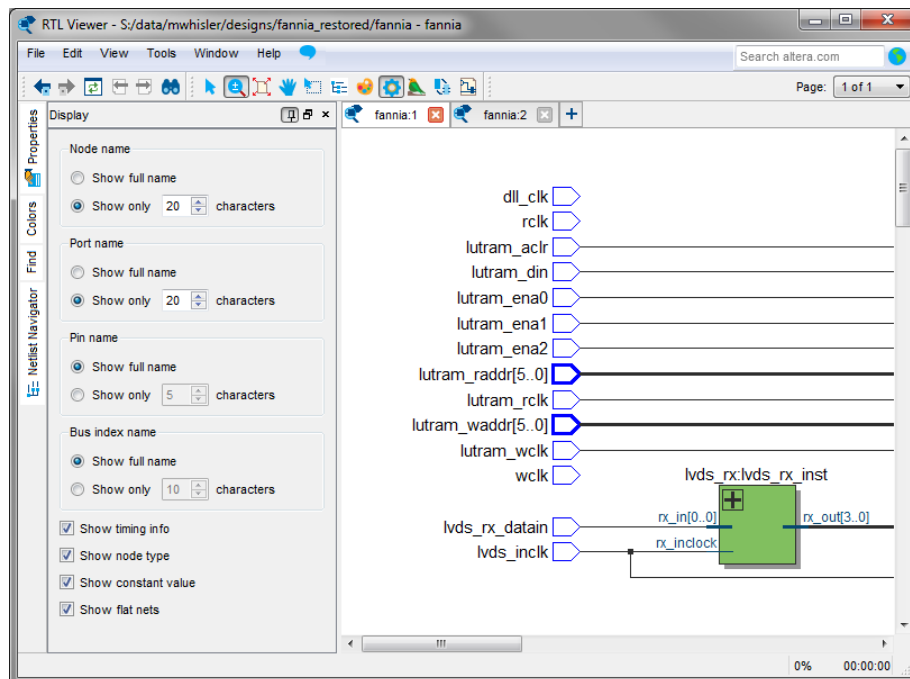 RTL Viewer - S:/data/mwhisler/designs/fannia_restored/fannia - fannia
File Edit View Tools Window Help
Search altera.com
Page: 1 of 1
Properties
Colors
Find
Netlist Navigator
Display
Node name
Show full name
Show only 20 characters
Port name
Show full name
Show only 20 characters
Pin name
Show full name
Show only 5 characters
Bus index name
Show full name
Show only 10 characters
Show timing info
Show node type
Show constant value
Show flat nets
fannia:1 fannia:2
dll_clk
rclk
lutram_aclr
lutram_din
lutram_ena0
lutram_ena1
lutram_ena2
lutram_raddr[5..0]
lutram_rclk
lutram_waddr[5..0]
lutram_wclk
wclk
lvds_rx:lvds_rx_inst
lvds_rx_datain
rx_in[0..0] rx_out[3..0]
lvds_inclk
rx_inclock
0% 00:00:00